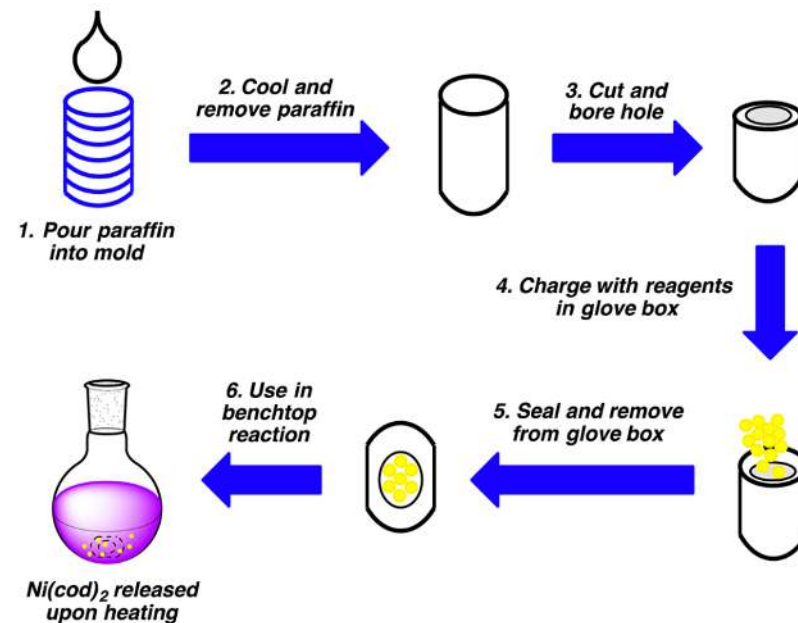 1. Pour paraffin
into mold
2. Cool and
remove paraffin
3. Cut and
bore hole
4. Charge with reagents
in glove box
5. Seal and remove
from glove box
6. Use in
benchtop
reaction
Ni(cod)₂ released
upon heating